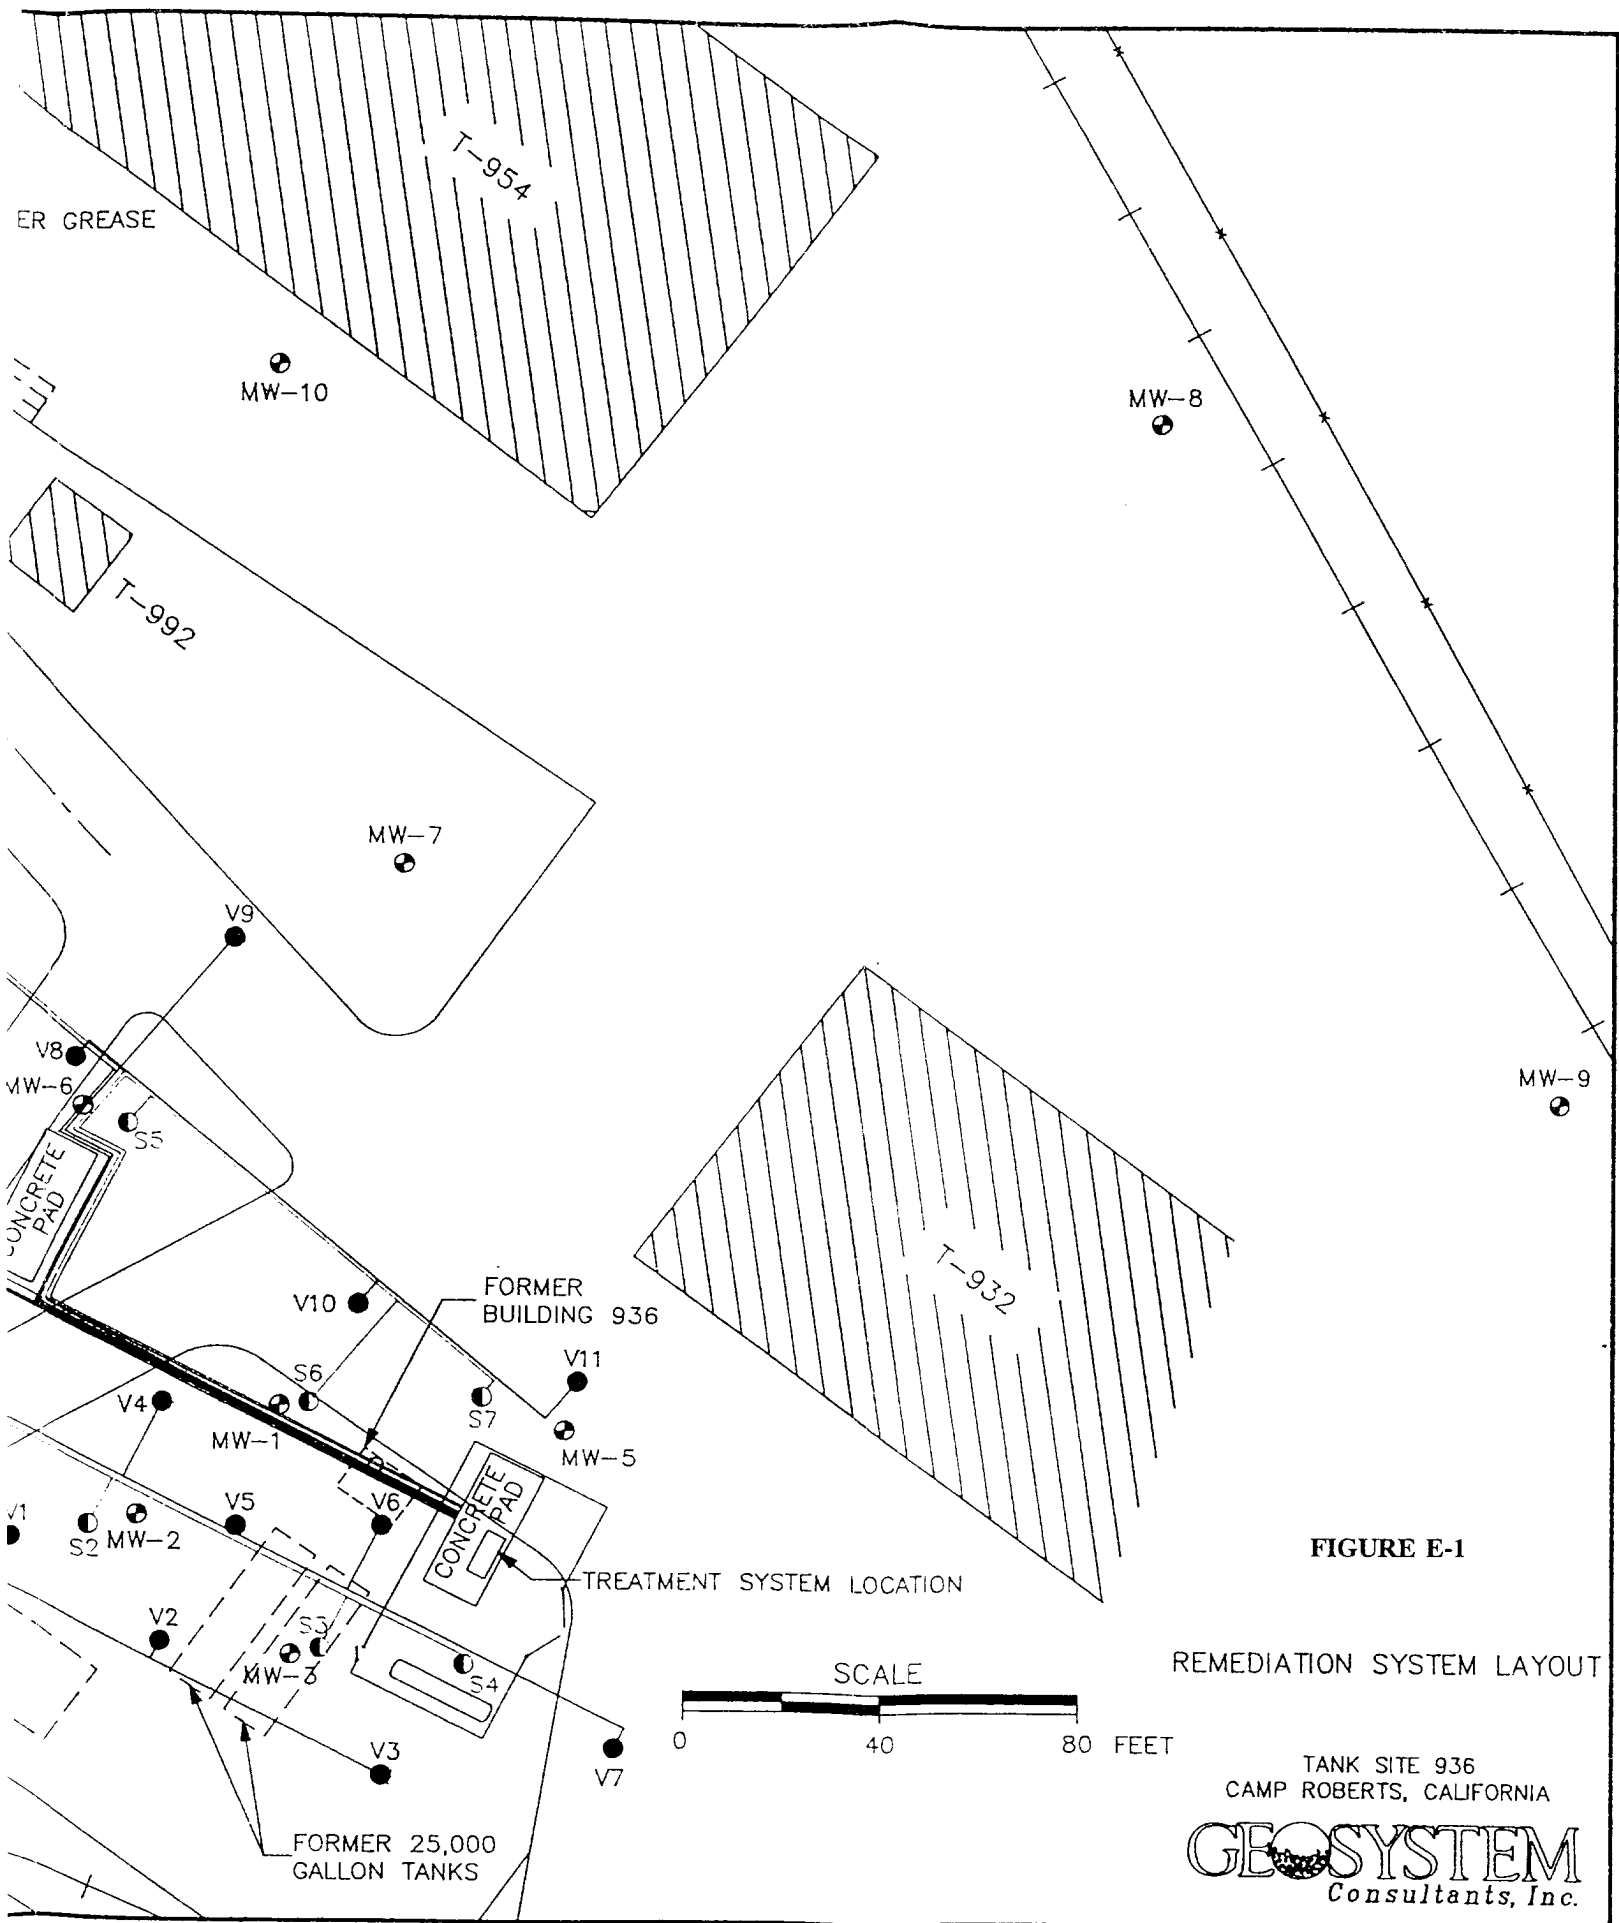 T-954
ER GREASE
MW-10
MW-8
T-992
MW-7
V9
V8
MW-6
S5
MW-9
CONCRETE
PAD
T-932
FORMER
BUILDING 936
V10
V11
S6
V4
S7
MW-1
MW-5
CONCRETE
PAD
V1
S2
MW-2
V5
V6
FIGURE E-1
TREATMENT SYSTEM LOCATION
V2
S3
MW-3
S4
SCALE
REMEDIATION SYSTEM LAYOUT
0
40
80 FEET
V3
V7
TANK SITE 936
CAMP ROBERTS, CALIFORNIA
FORMER 25,000
GALLON TANKS
GEOSYSTEM
Consultants, Inc.